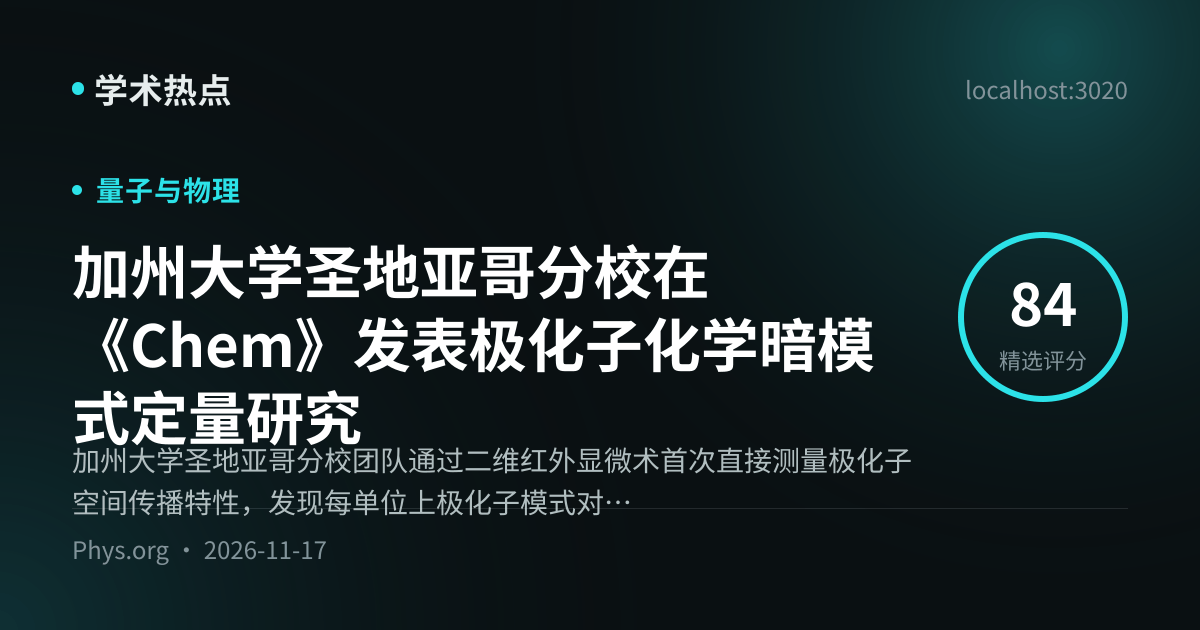 学术热点
localhost:3020
量子与物理
加州大学圣地亚哥分校在
《Chem》发表极化子化学暗模
式定量研究
84
精选评分
加州大学圣地亚哥分校团队通过二维红外显微术首次直接测量极化子
空间传播特性，发现每单位上极化子模式对…
Phys.org · 2026-11-17